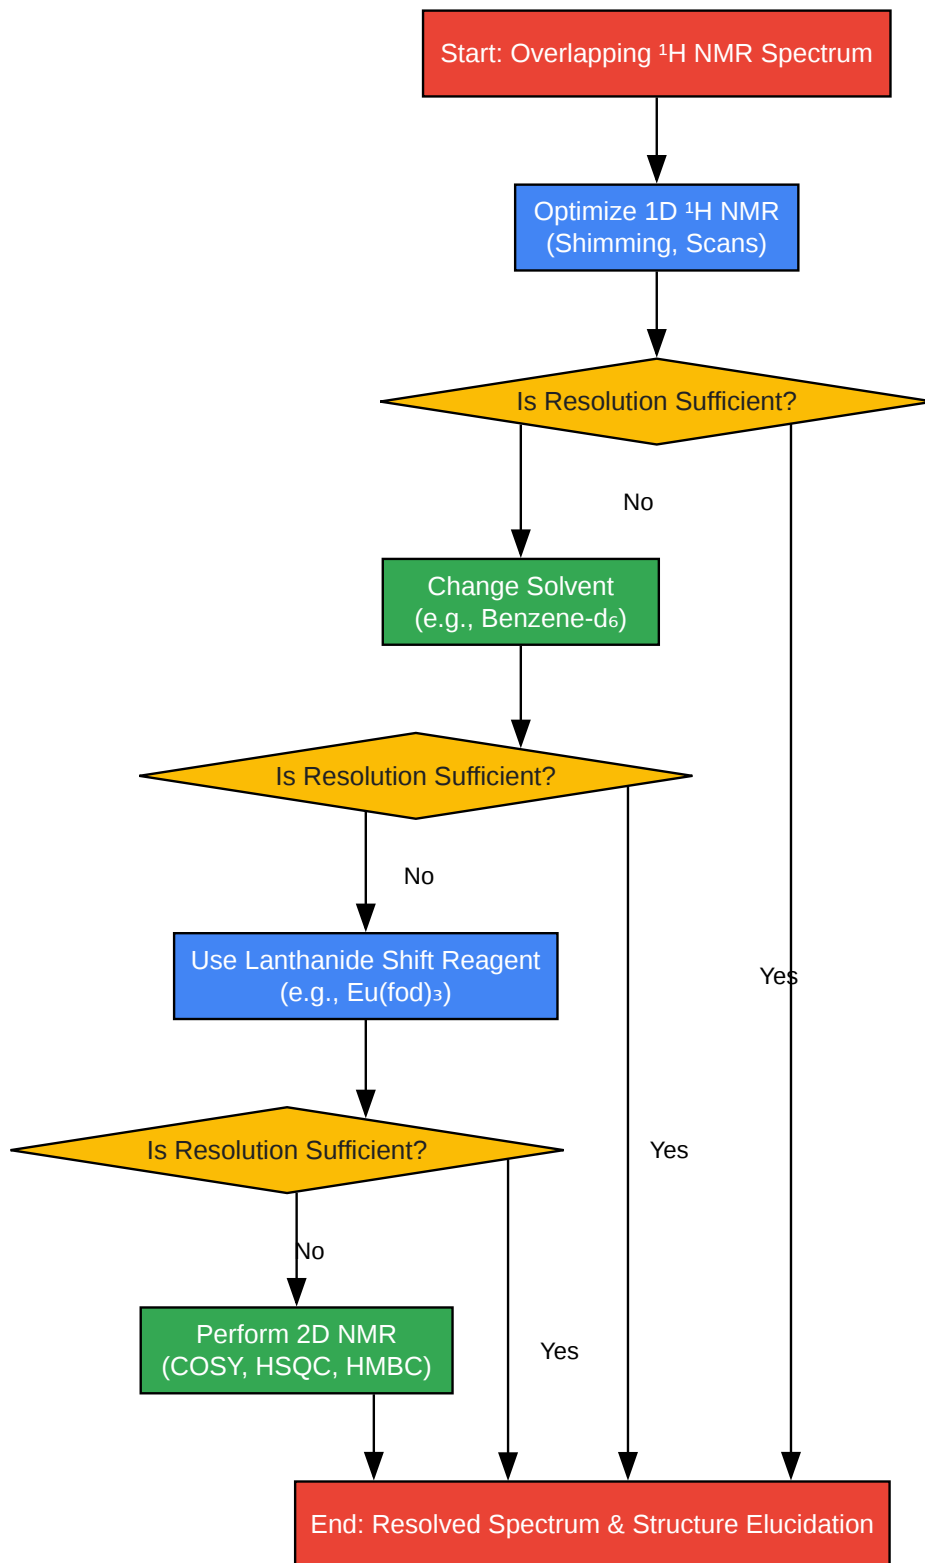 Start: Overlapping ¹H NMR Spectrum
Optimize 1D ¹H NMR
(Shimming, Scans)
Is Resolution Sufficient?
No
Change Solvent
(e.g., Benzene-d₆)
Is Resolution Sufficient?
No
Use Lanthanide Shift Reagent
(e.g., Eu(fod)₃)
Yes
Is Resolution Sufficient?
Yes
No
Perform 2D NMR
(COSY, HSQC, HMBC)
Yes
End: Resolved Spectrum & Structure Elucidation